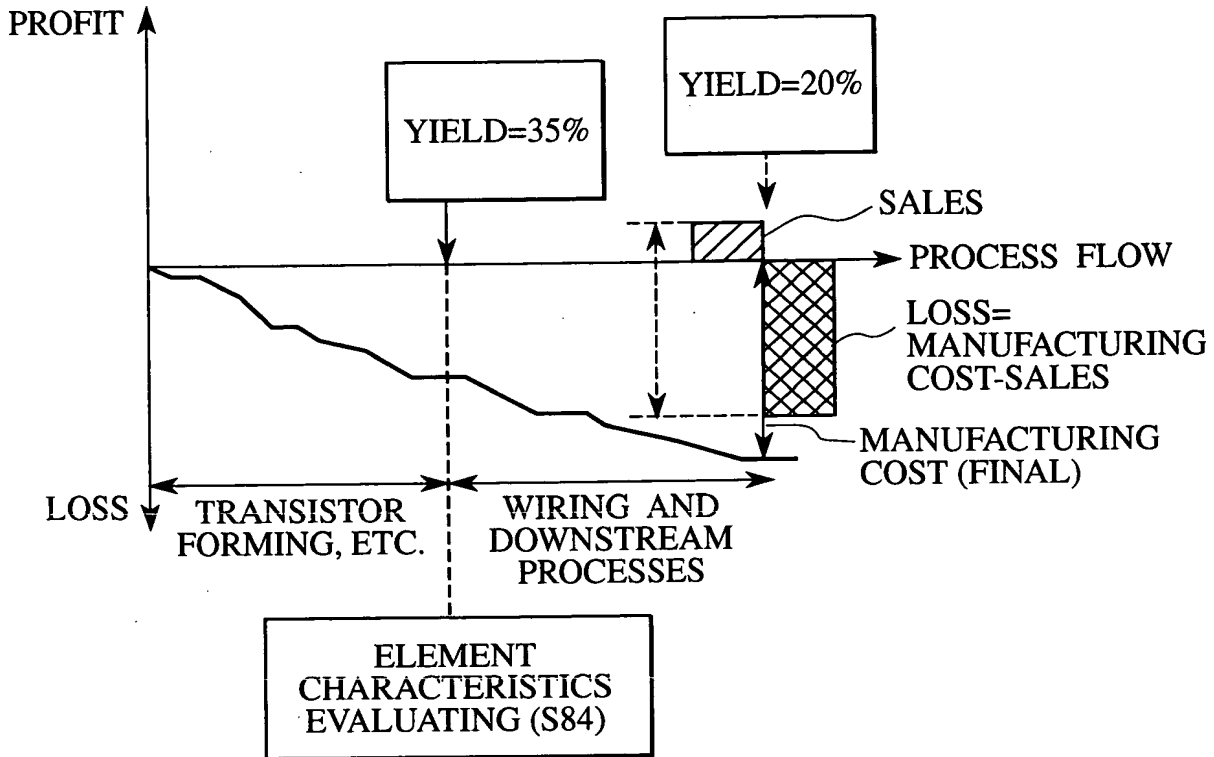 PROFIT
YIELD=35%
YIELD=20%
SALES
PROCESS FLOW
LOSS=
MANUFACTURING
COST-SALES
MANUFACTURING
COST (FINAL)
LOSS
TRANSISTOR
FORMING, ETC.
WIRING AND
DOWNSTREAM
PROCESSES
ELEMENT
CHARACTERISTICS
EVALUATING (S84)